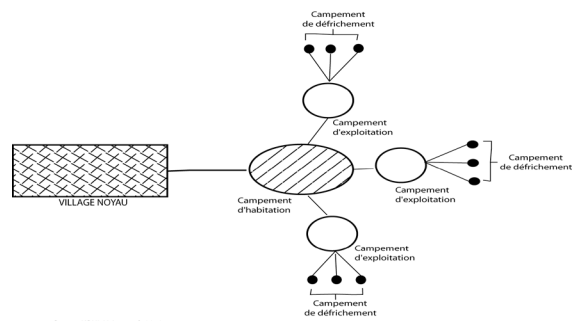 Campement
de défrichement
Campement
d'exploitation
Campement
de défrichement
Campement
d'exploitation
VILLAGE NOYAU
Campement
d'habitation
Campement
d'exploitation
Campement
de défrichement